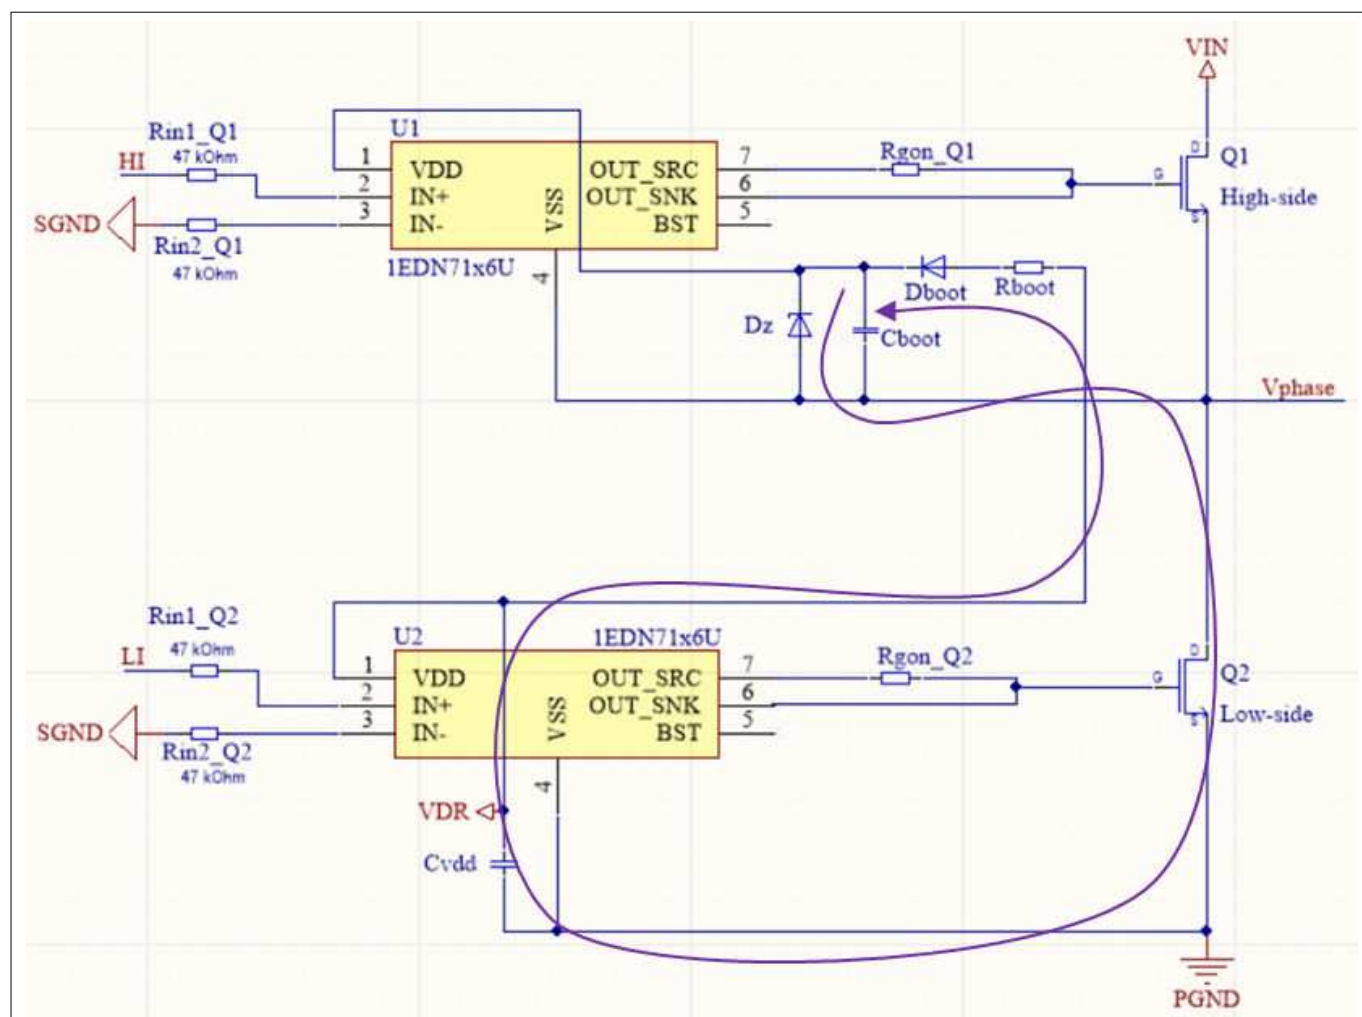 VIN
Rin1_Q1
47 kOhm
HI
U1
1 VDD
2 IN+
3 IN-
VSS
4
OUT_SRC 7
OUT_SNK 6
BST 5
1EDN71x6U
SGND
Rin2_Q1
47 kOhm
Rgon_Q1
D
G
S
Q1
High-side
Dboot
Rboot
Dz
Cboot
Vphase
Rin1_Q2
47 kOhm
LI
U2
1EDN71x6U
1 VDD
2 IN+
3 IN-
VSS
4
OUT_SRC 7
OUT_SNK 6
BST 5
SGND
Rin2_Q2
47 kOhm
Rgon_Q2
D
G
S
Q2
Low-side
VDR
Cvdd
PGND